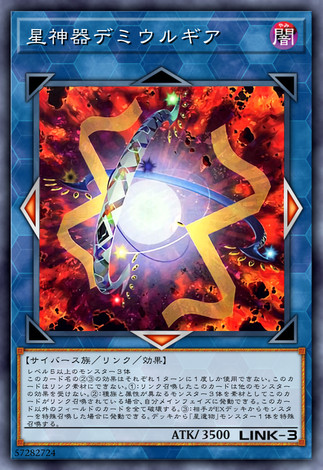 星神器デミウルギア
闇
やみ
【サイバース族／リンク／効果】
レベル５以上のモンスター３体
このカード名の②③の効果はそれぞれ１ターンに１度しか使用できない。このカ
ードはリンク素材にできない。①：リンク召喚したこのカードは他のモンスター
の効果を受けない。②：種族と属性が異なるモンスター３体を素材としてこのカ
ードがリンク召喚されている場合、自分メインフェイズに発動できる。このカー
ド以外のフィールドのカードを全て破壊する。③：相手がEXデッキからモンスタ
ーを特殊召喚した場合に発動できる。デッキから「星遺物」モンスター１体を特殊
召喚する。
ATK/3500 LINK-3
57282724